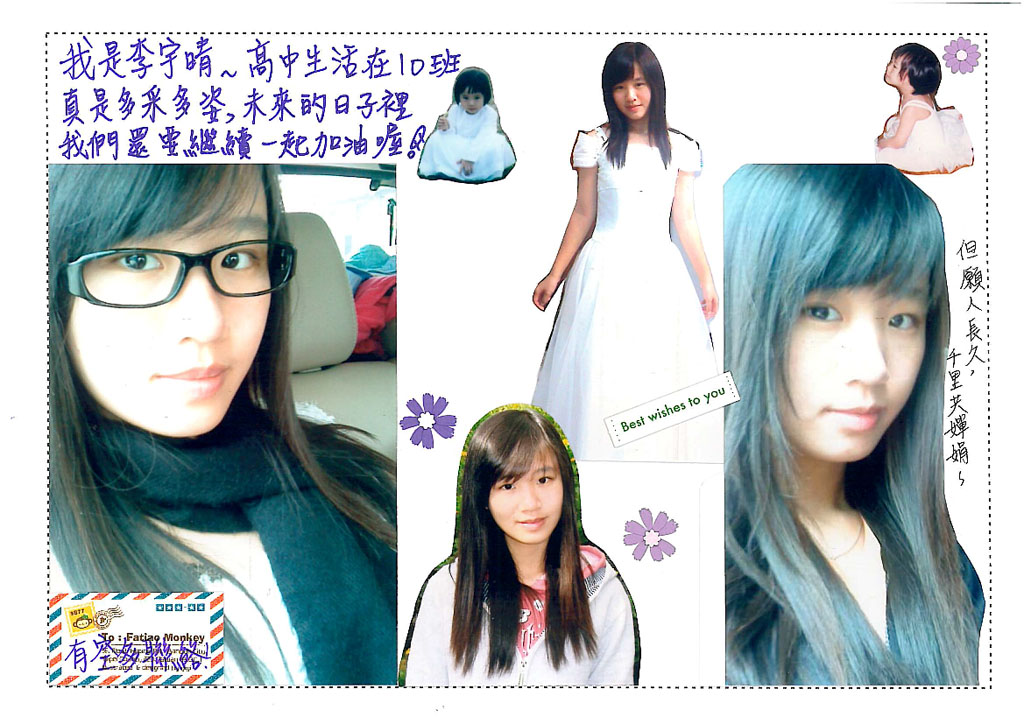 我是李宇晴~高中生活在10班
真是多采多姿,未來的日子裡
我們還要繼續一起加油喔!
但願人長久,
千里共嬋娟~
Best wishes to you
To : Fatiao Monkey
有空多聯絡